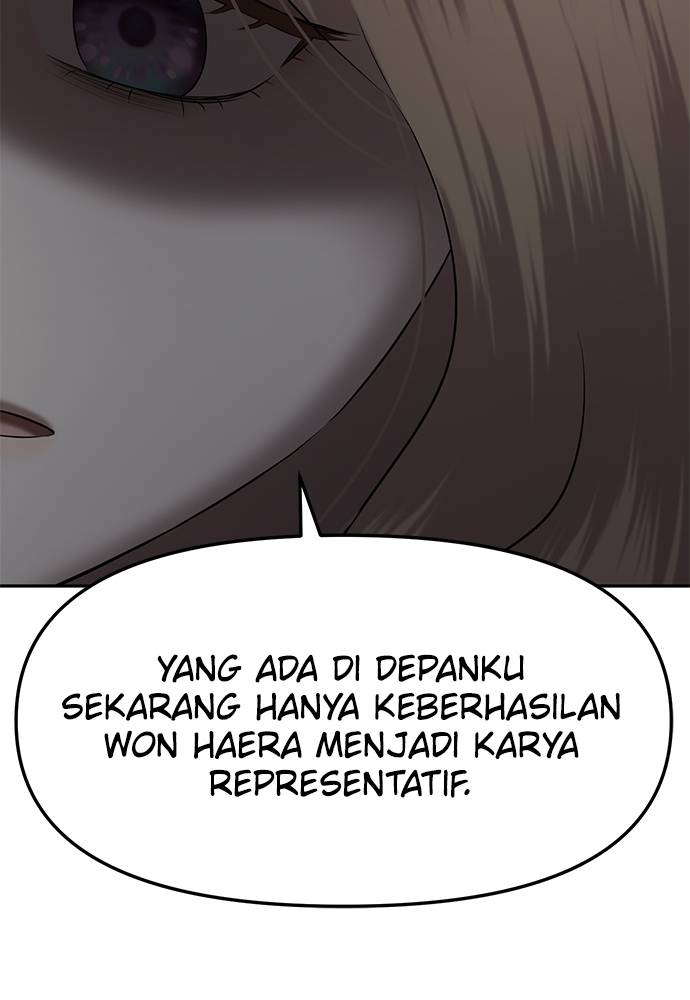 YANG ADA DI DEPANKU
SEKARANG HANYA KEBERHASILAN
WON HAERA MENJADI KARYA
REPRESENTATIF.